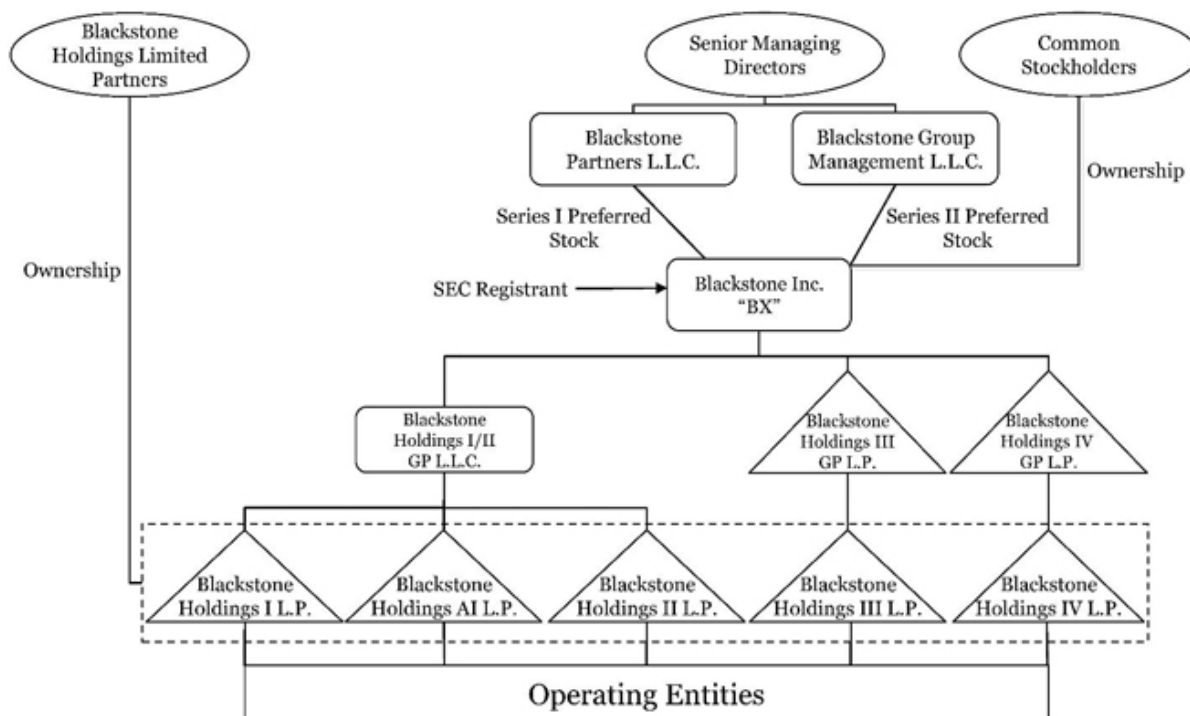 Blackstone
Holdings Limited
Partners
Senior Managing
Directors
Common
Stockholders
Blackstone
Partners L.L.C.
Blackstone Group
Management L.L.C.
Ownership
Series I Preferred
Stock
Series II Preferred
Stock
Ownership
SEC Registrant
Blackstone Inc.
“BX”
Blackstone
Holdings I/II
GP L.L.C.
Blackstone
Holdings III
GP L.P.
Blackstone
Holdings IV
GP L.P.
Blackstone
Holdings I L.P.
Blackstone
Holdings AI L.P.
Blackstone
Holdings II L.P.
Blackstone
Holdings III L.P.
Blackstone
Holdings IV L.P.
Operating Entities